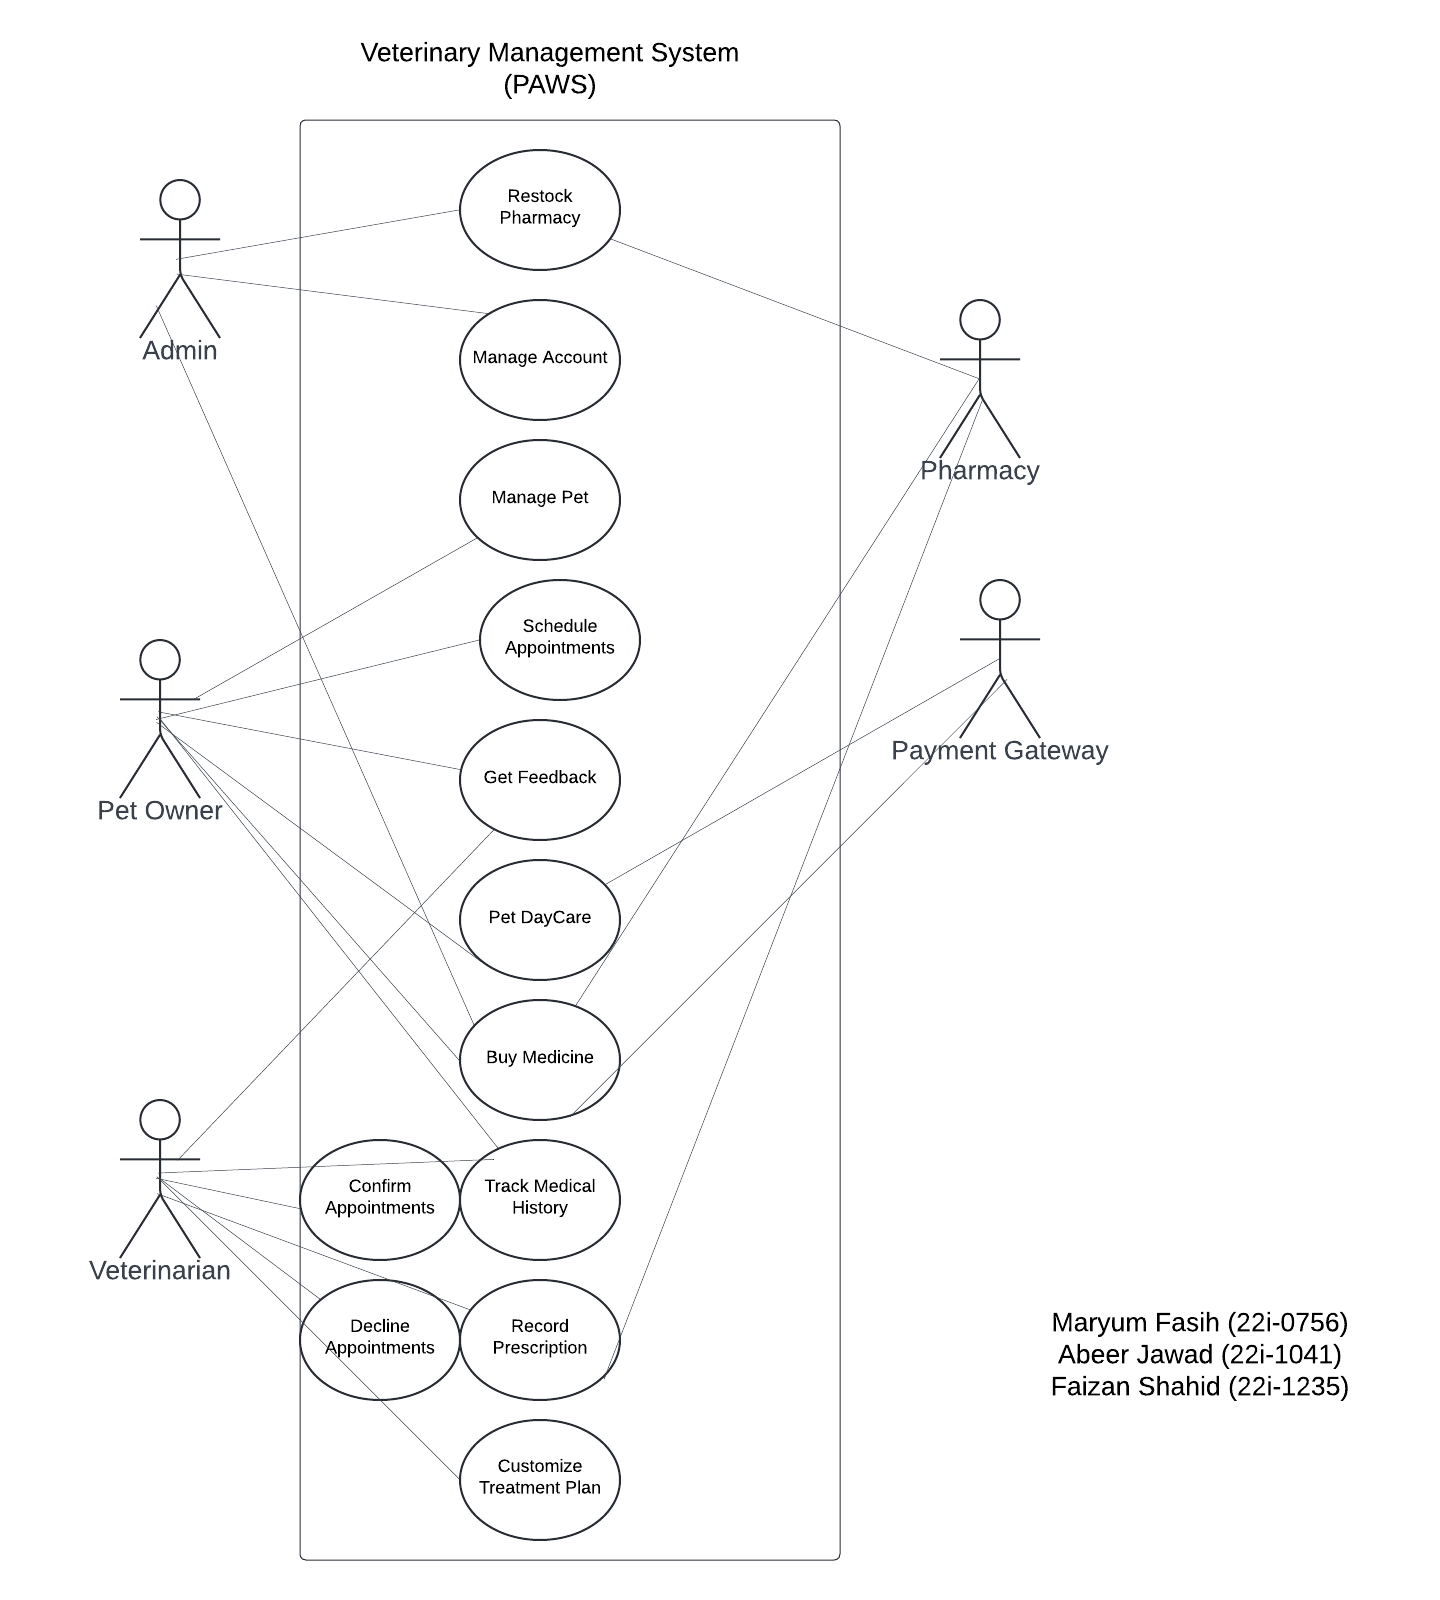 Veterinary Management System
(PAWS)
Restock
Pharmacy
Admin
Manage Account
Pharmacy
Manage Pet
Schedule
Appointments
Payment Gateway
Get Feedback
Pet Owner
Pet DayCare
Buy Medicine
Confirm
Appointments
Track Medical
History
Veterinarian
Decline
Appointments
Record
Prescription
Maryum Fasih (22i-0756)
Abeer Jawad (22i-1041)
Faizan Shahid (22i-1235)
Customize
Treatment Plan